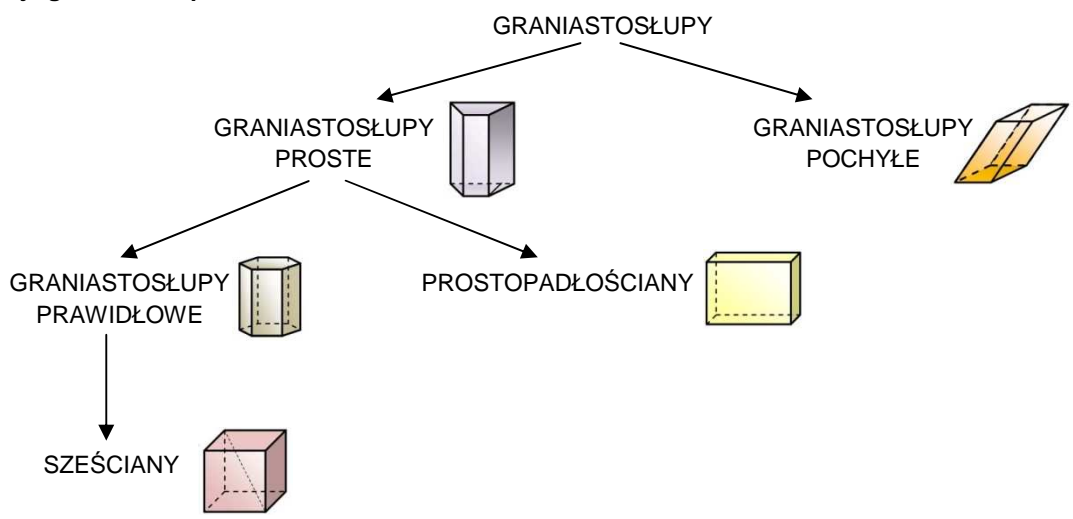 GRANIASTOSŁUPY
GRANIASTOSŁUPY
PROSTE
GRANIASTOSŁUPY
POCHYŁE
GRANIASTOSŁUPY
PRAWIDŁOWE
PROSTOPADŁOŚCIANY
SZEŚCIANY